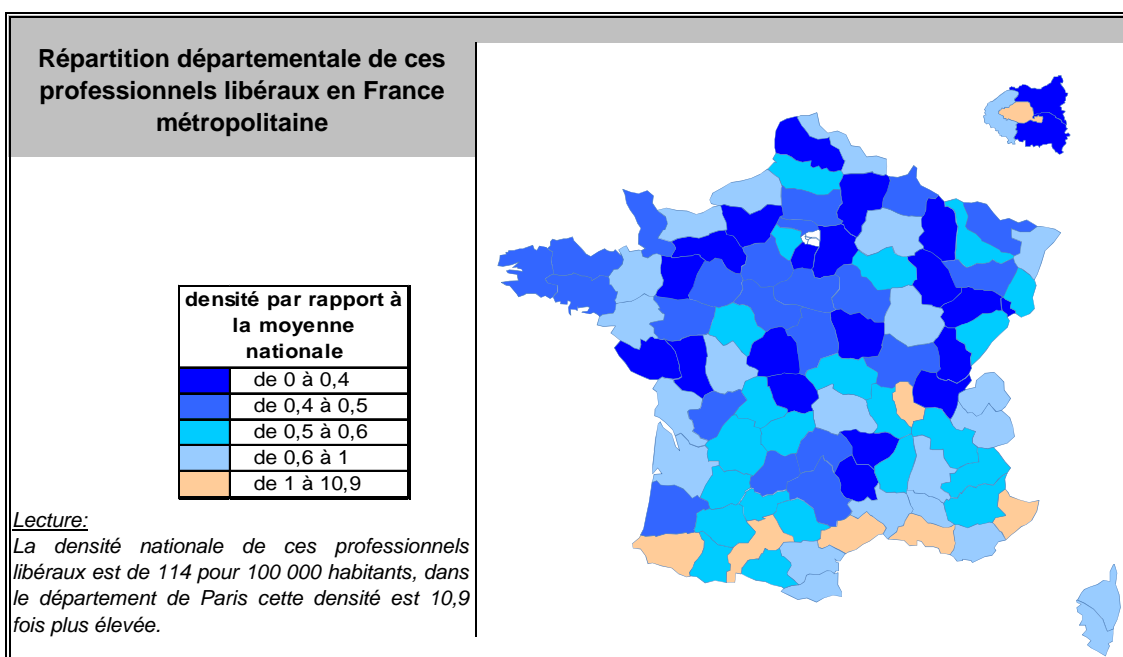 Répartition départementale de ces
professionnels libéraux en France
métropolitaine
densité par rapport à
la moyenne
nationale
de 0 à 0,4
de 0,4 à 0,5
de 0,5 à 0,6
de 0,6 à 1
de 1 à 10,9
Lecture:
La densité nationale de ces professionnels
libéraux est de 114 pour 100 000 habitants, dans
le département de Paris cette densité est 10,9
fois plus élevée.